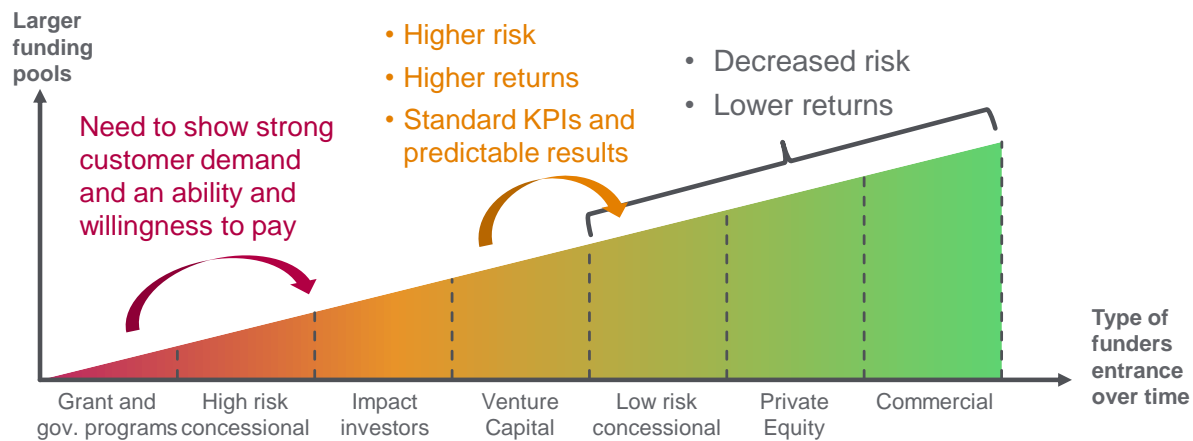 Larger
funding
pools
Need to show strong
customer demand
and an ability and
willingness to pay
• Higher risk
• Higher returns
• Standard KPIs and
predictable results
• Decreased risk
• Lower returns
Grant and
gov. programs
High risk
concessional
Impact
investors
Venture
Capital
Low risk
concessional
Private
Equity
Commercial
Type of
funders
entrance
over time